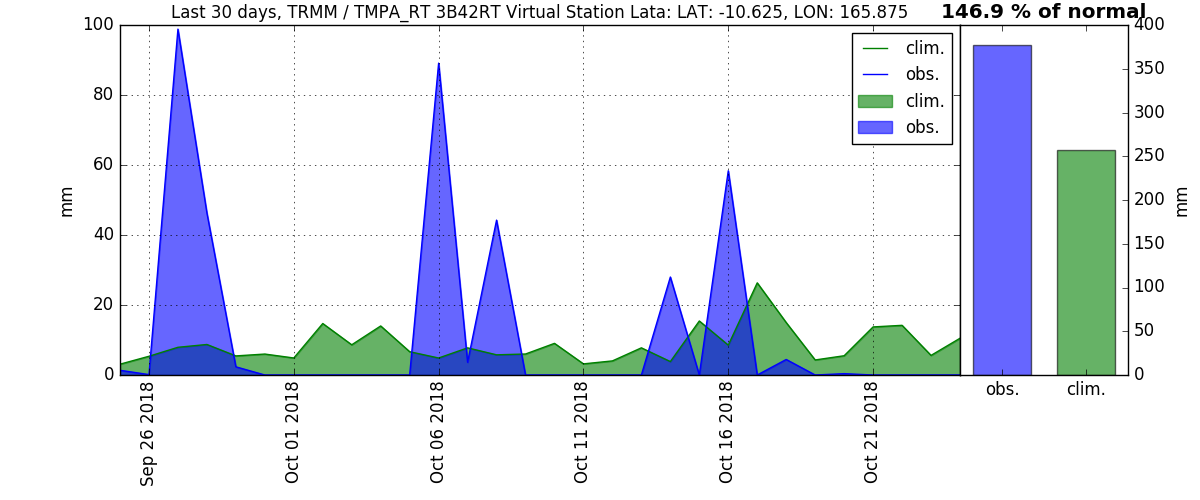 Last 30 days, TRMM / TMPA_RT 3B42RT Virtual Station Lata: LAT: -10.625, LON: 165.875
146.9 % of normal
mm
100
80
60
40
20
0
clim.
obs.
clim.
obs.
Sep 26 2018
Oct 01 2018
Oct 06 2018
Oct 11 2018
Oct 16 2018
Oct 21 2018
400
350
300
250
200
150
100
50
0
mm
obs.
clim.